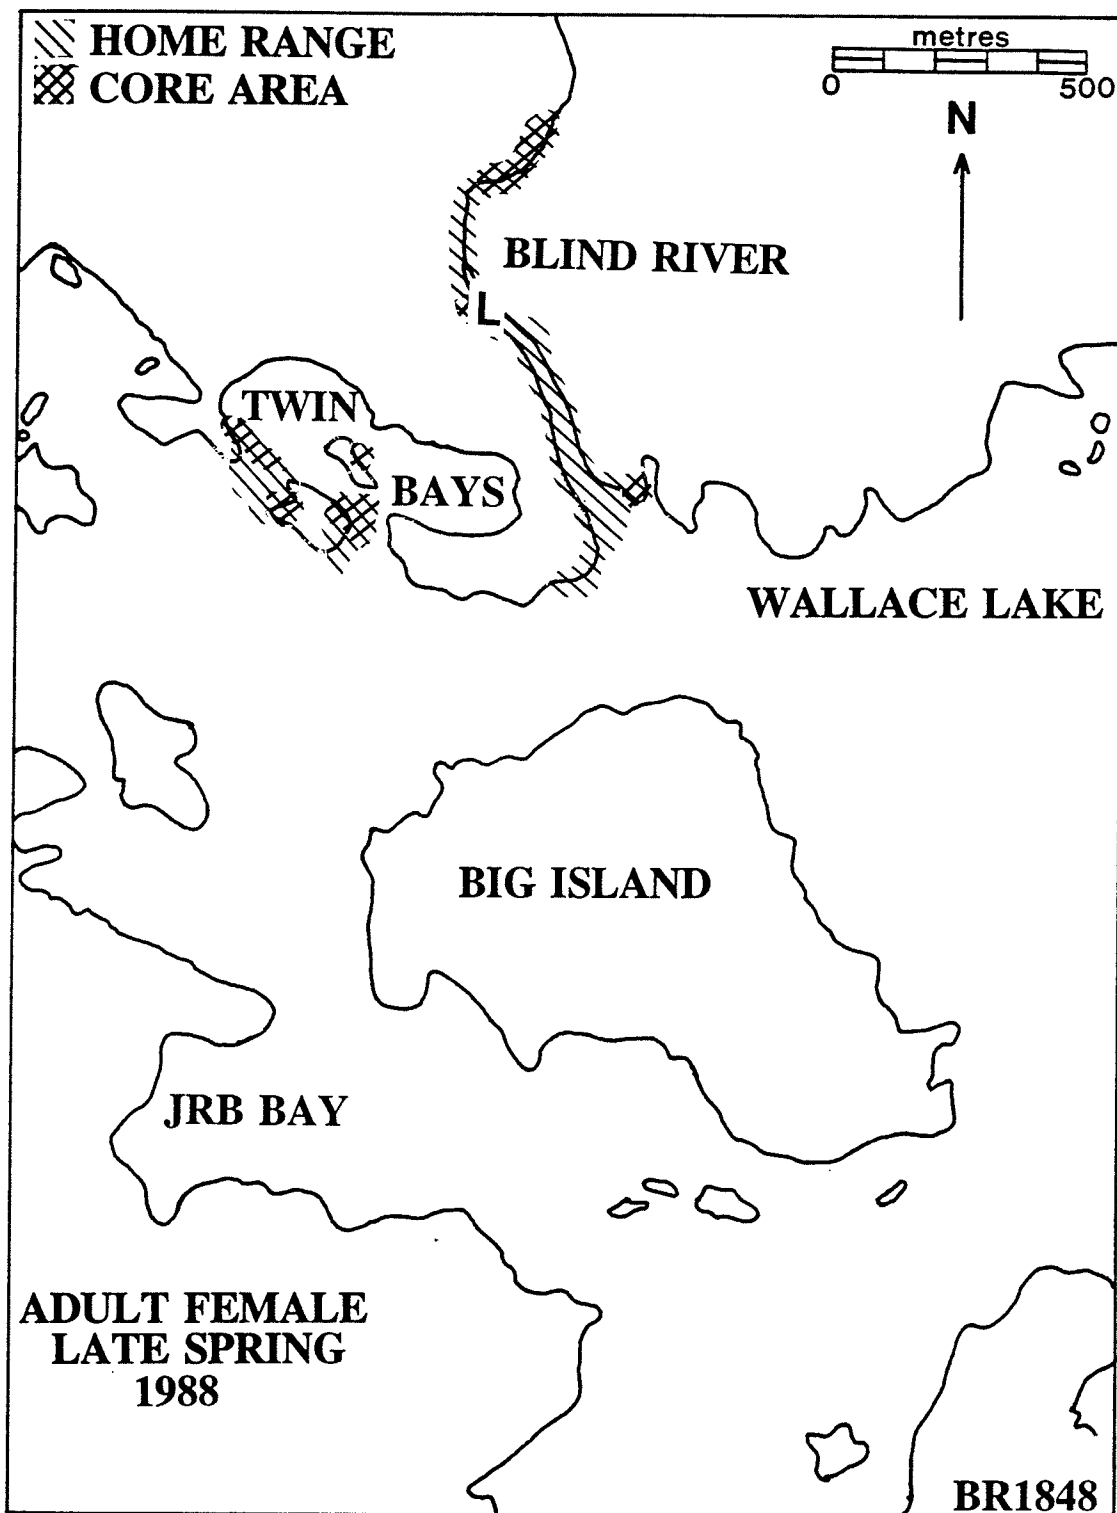 HOME RANGE
CORE AREA
metres
0 500
N
BLIND RIVER
L
TWIN
BAYS
WALLACE LAKE
BIG ISLAND
JRB BAY
ADULT FEMALE
LATE SPRING
1988
BR1848